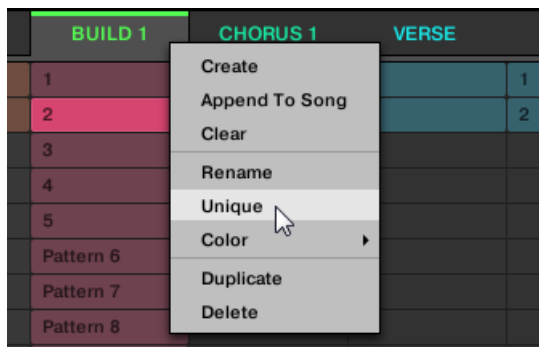 BUILD 1 CHORUS 1 VERSE
1 1
2 2
3
4
5
Pattern 6
Pattern 7
Pattern 8
Create
Append To Song
Clear
Rename
Unique
Color
Duplicate
Delete